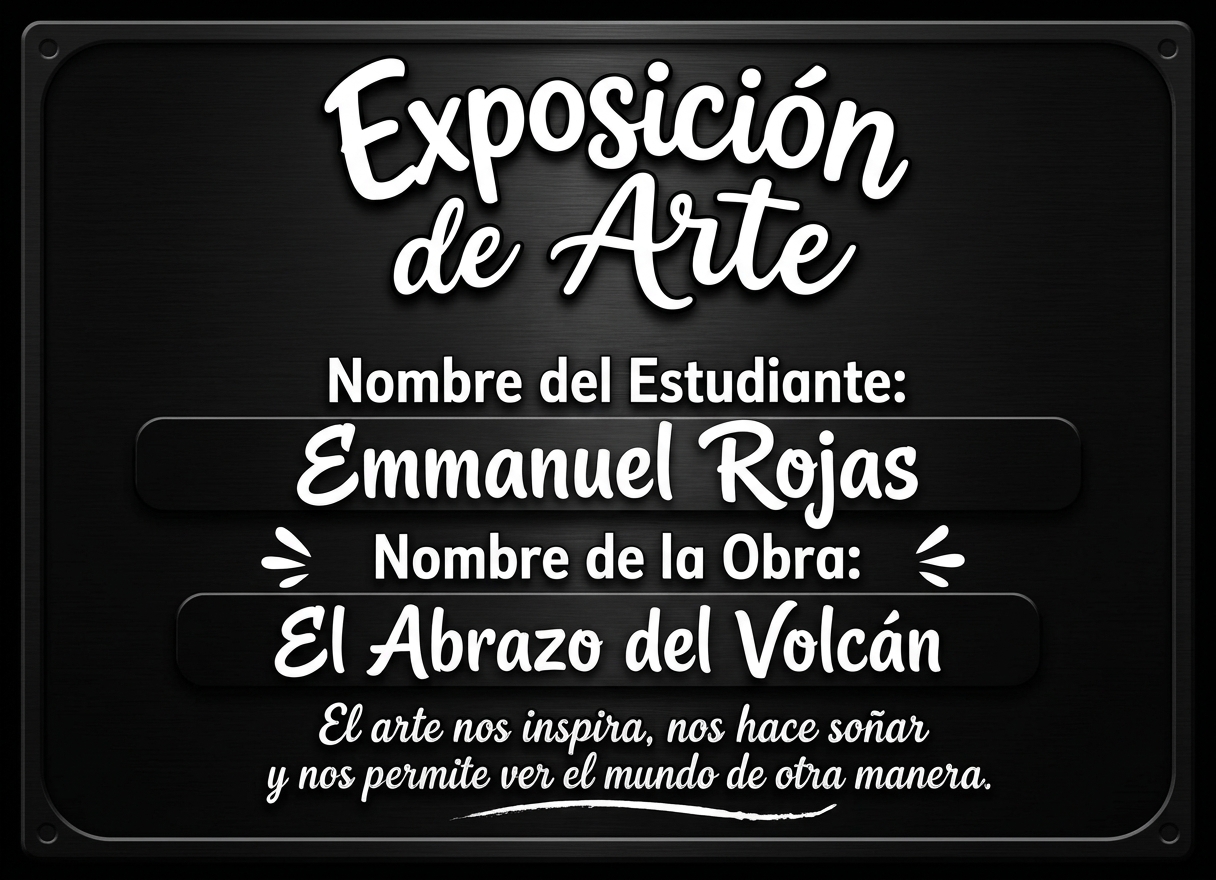 Exposición
de Arte
Nombre del Estudiante:
Emmanuel Rojas
Nombre de la Obra:
El Abrazo del Volcán
El arte nos inspira, nos hace soñar
y nos permite ver el mundo de otra manera.